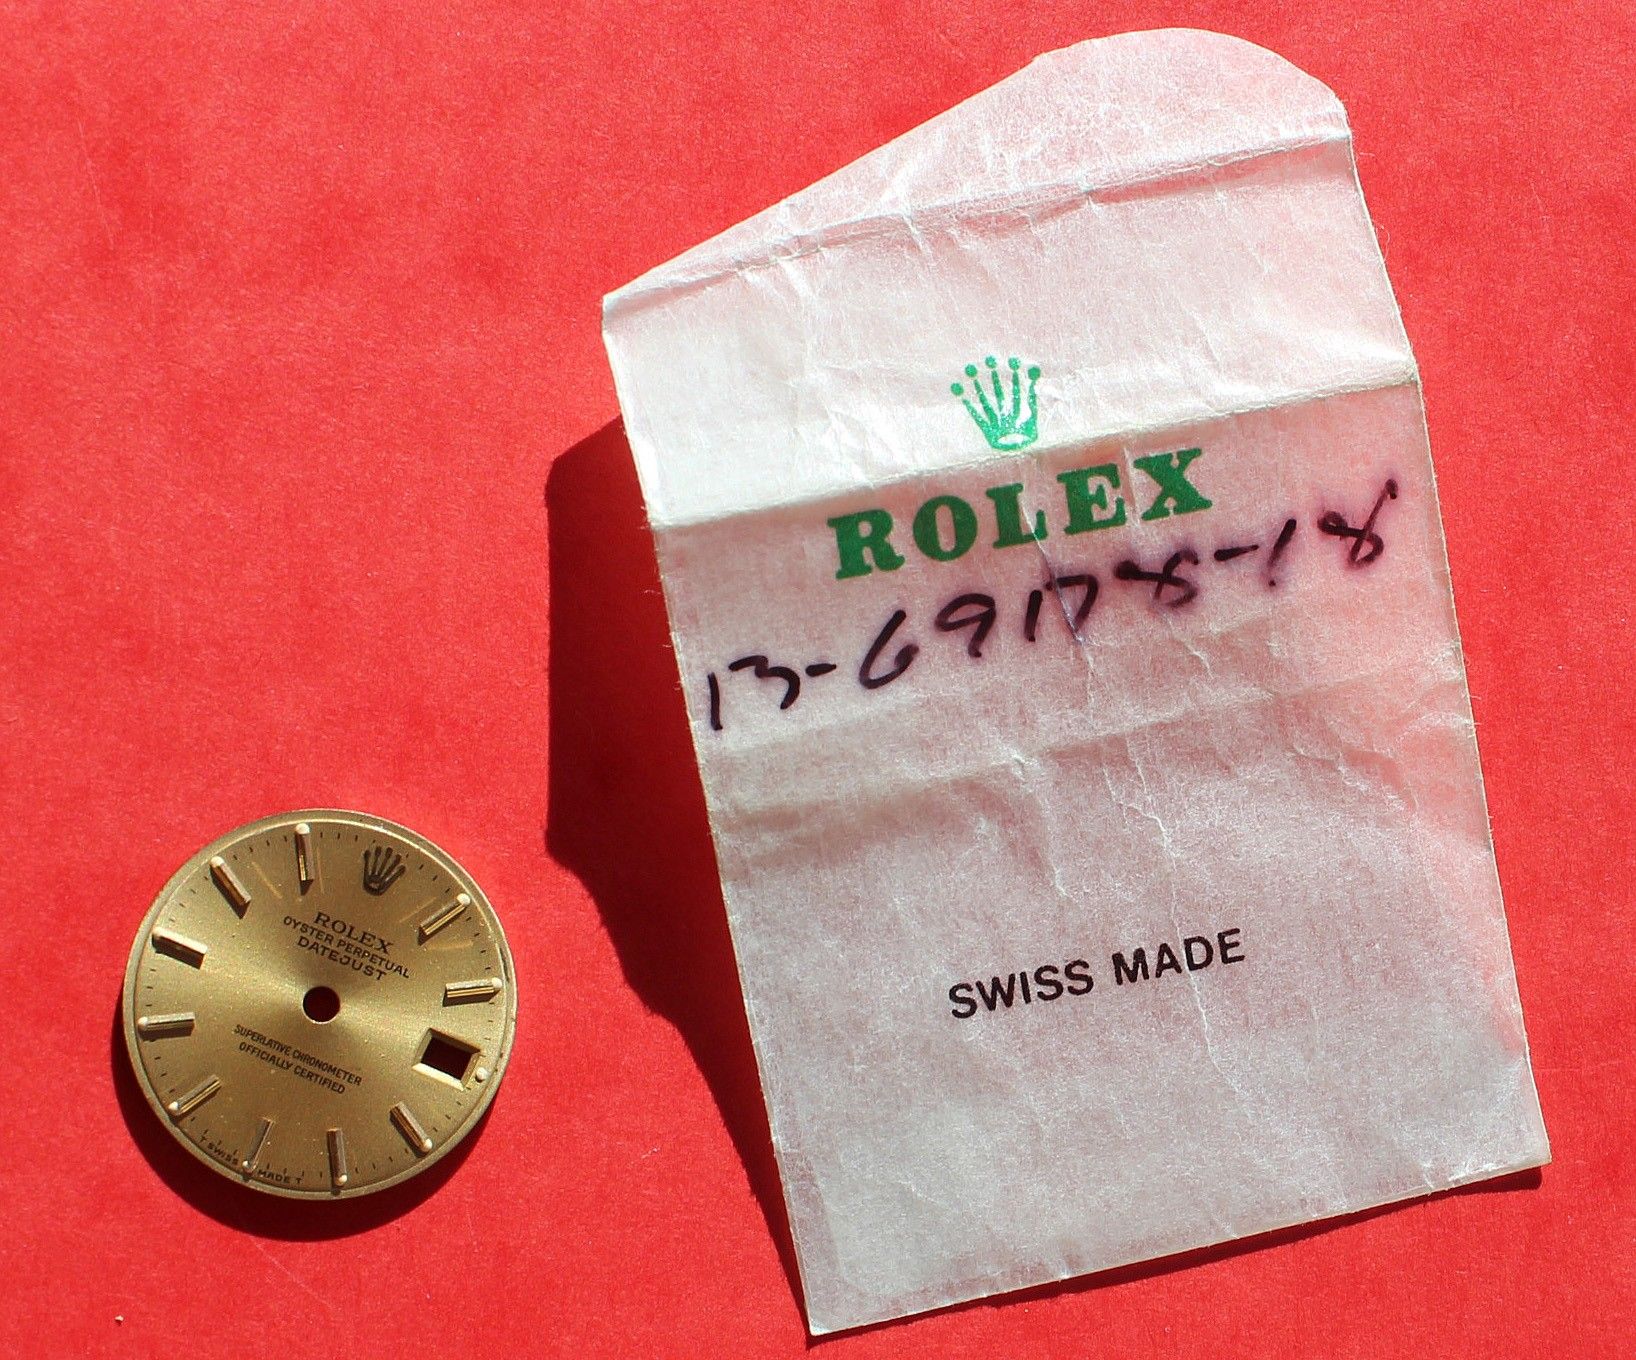 ROLEX
13-69178-18
SWISS MADE
ROLEX
OYSTER PERPETUAL
DATEJUST
SUPERLATIVE CHRONOMETER
OFFICIALLY CERTIFIED
T SWISS MADE T